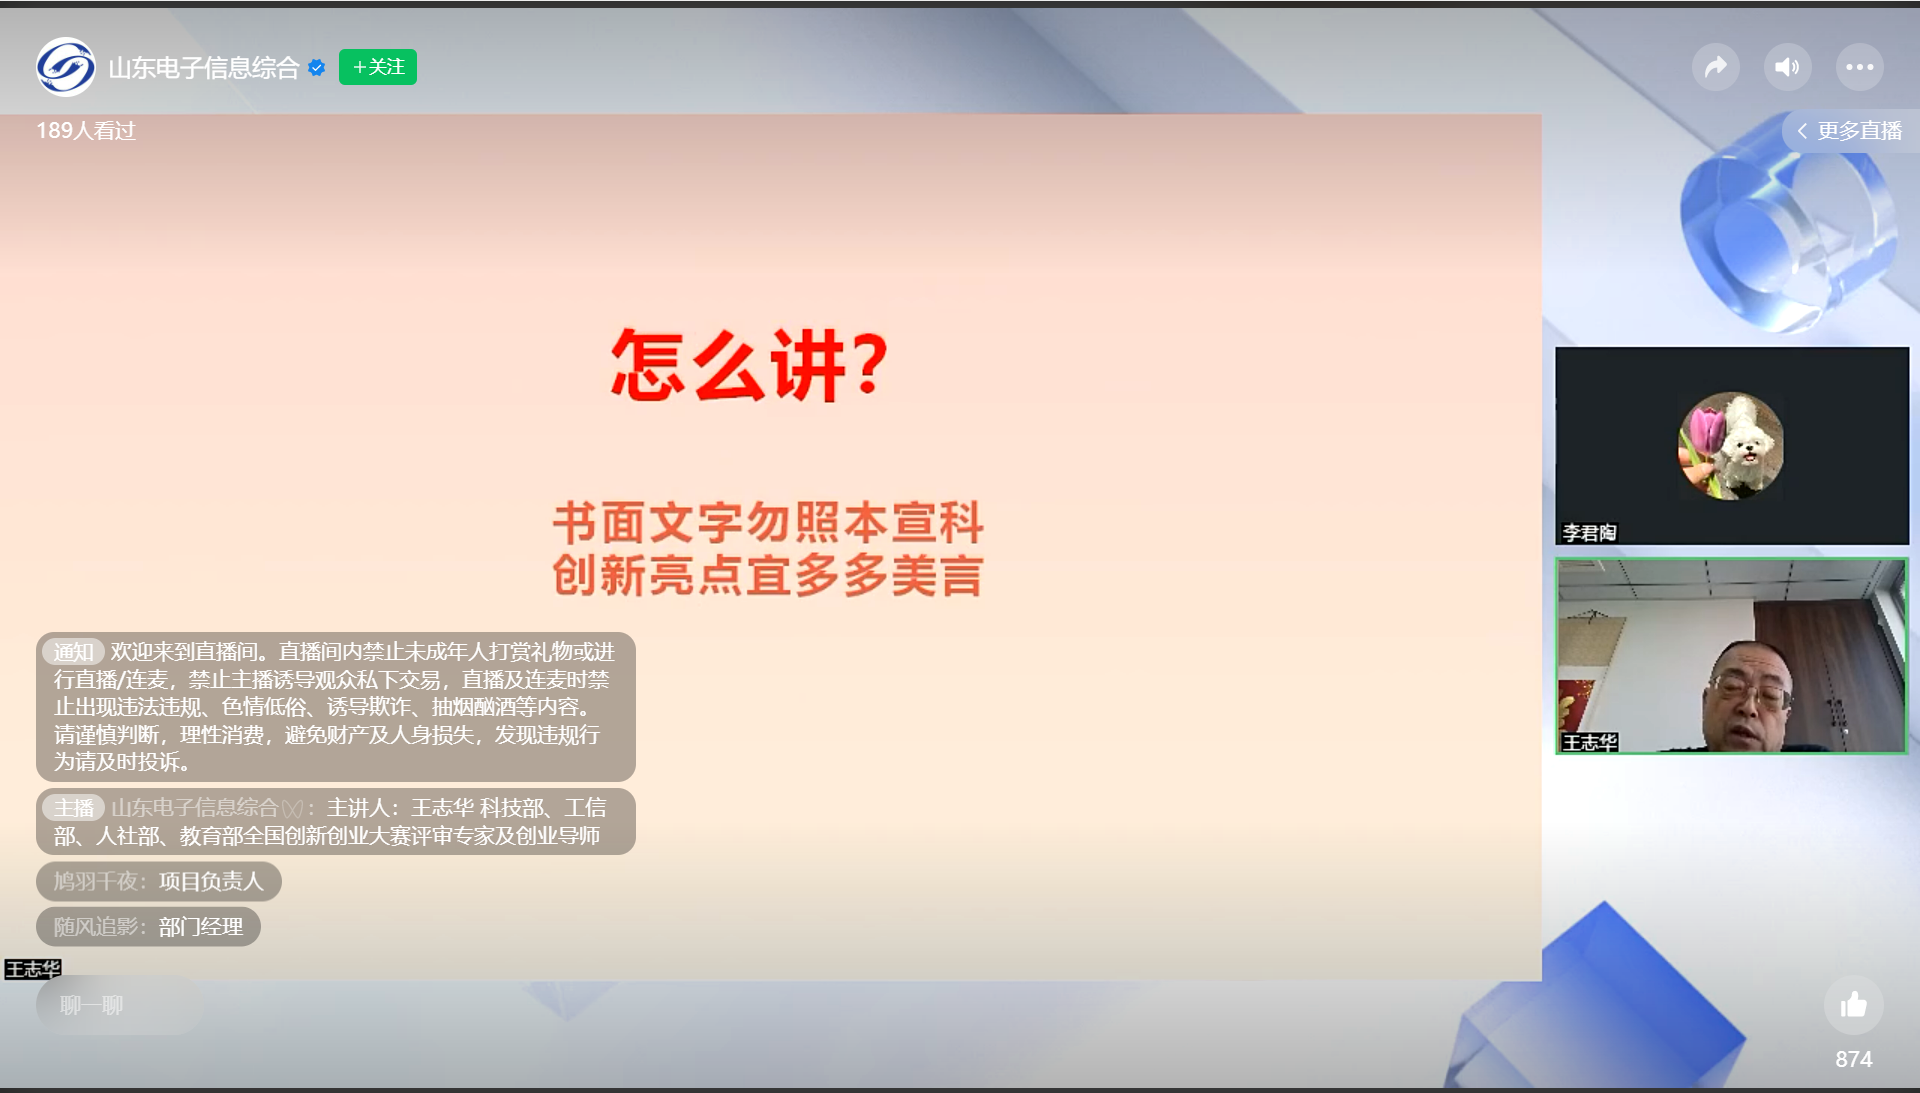 山东电子信息综合
+关注
189人看过
更多直播
怎么讲?
书面文字勿照本宣科
创新亮点宜多多美言
李君陶
王志华
通知 欢迎来到直播间。直播间内禁止未成年人打赏礼物或进
行直播/连麦，禁止主播诱导观众私下交易，直播及连麦时禁
止出现违法违规、色情低俗、诱导欺诈、抽烟酗酒等内容。
请谨慎判断，理性消费，避免财产及人身损失，发现违规行
为请及时投诉。
主播 山东电子信息综合：主讲人：王志华 科技部、工信
部、人社部、教育部全国创新创业大赛评审专家及创业导师
鸠羽千夜：项目负责人
随风追影：部门经理
王志华
聊一聊
874